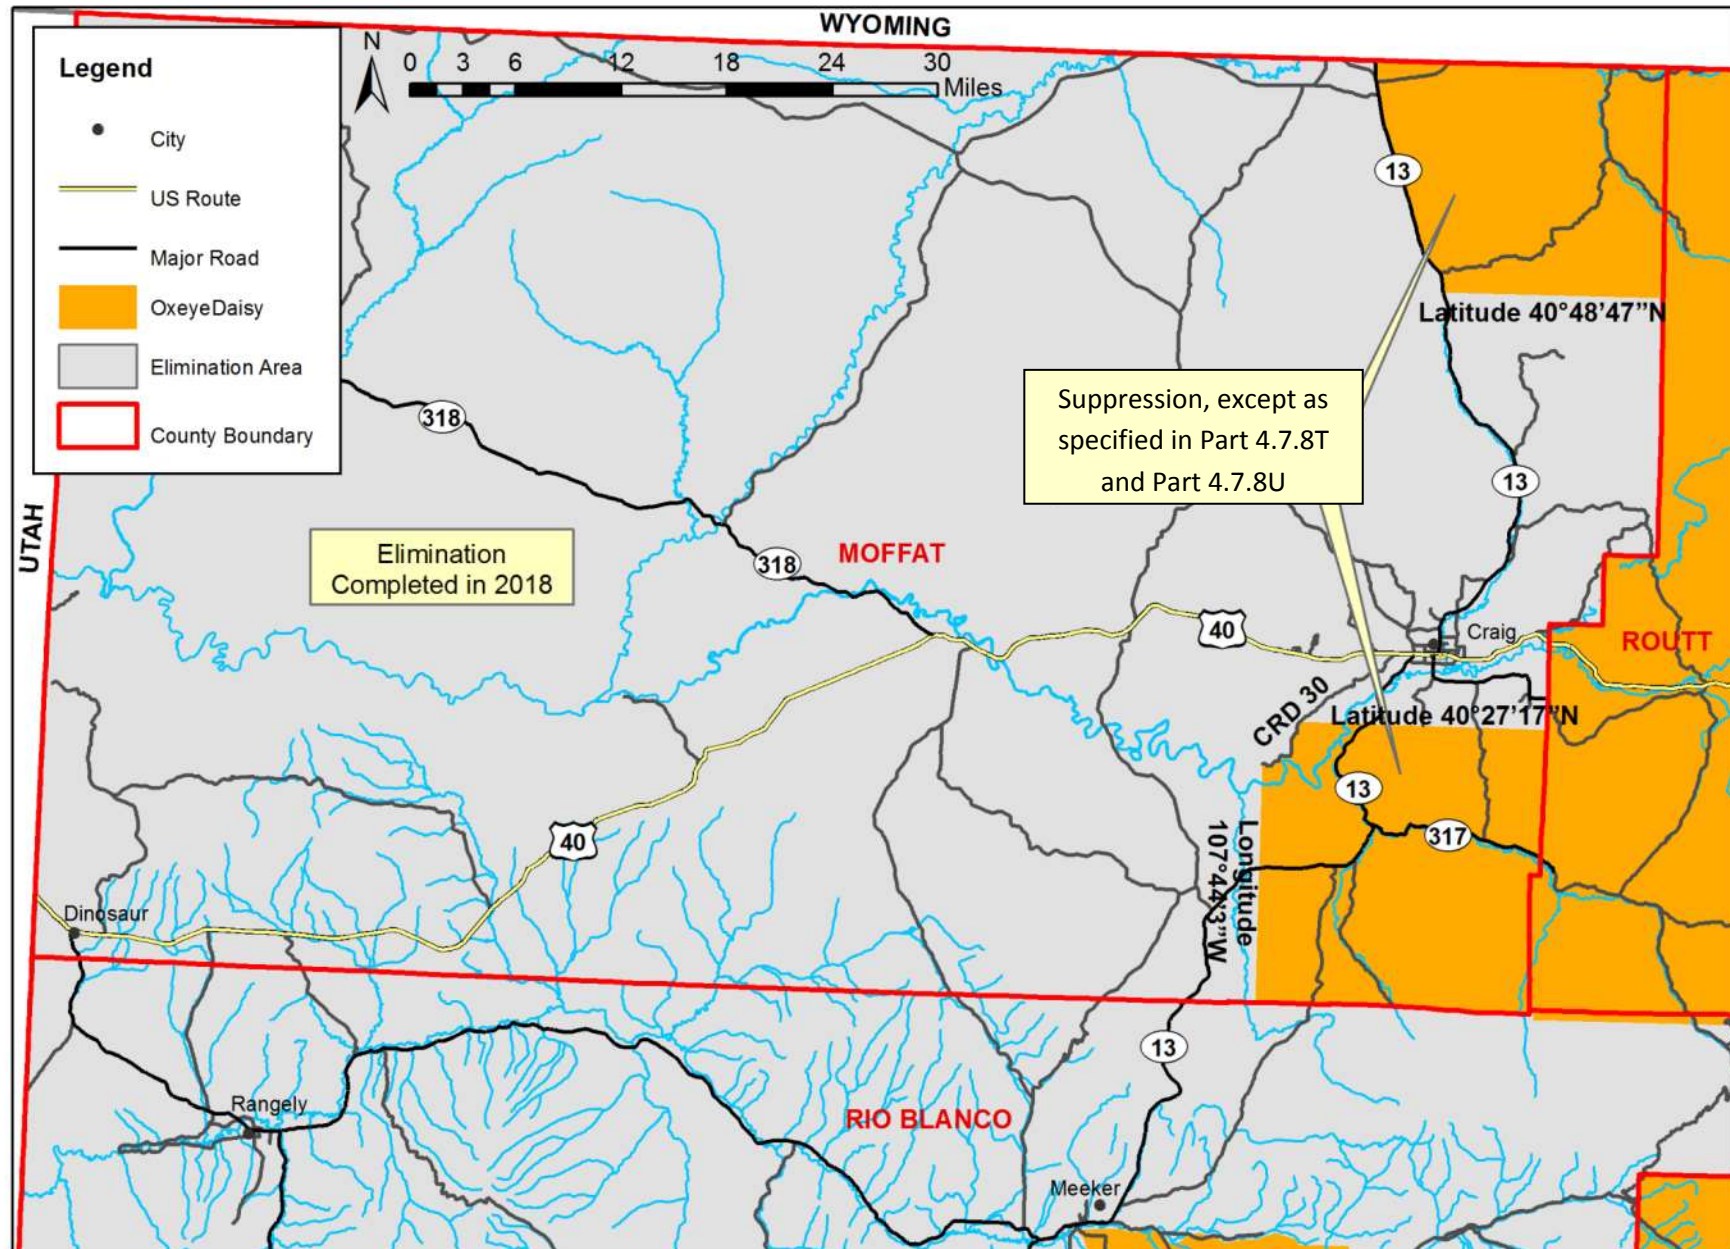 WYOMING
Legend
City
US Route
Major Road
OxeyeDaisy
Elimination Area
County Boundary
N
0 3 6 12 18 24 30
Miles
13
Latitude 40°48'47"N
318
Suppression, except as
specified in Part 4.7.8T
and Part 4.7.8U
13
UTAH
Elimination
Completed in 2018
MOFFAT
318
40
Craig
ROUTT
CRD 30
Latitude 40°27'17"N
13
40
317
Longitude
107°44'3"W
Dinosaur
13
Rangely
RIO BLANCO
Meeker